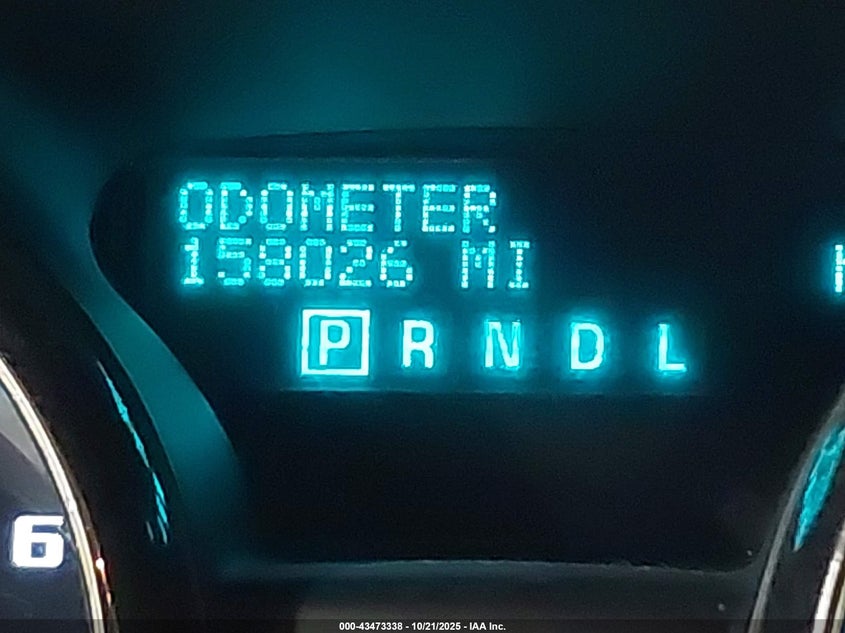 ODOMETER
158026 MI
P R N D L
6
000-43473338 - 10/21/2025 - IAA Inc.